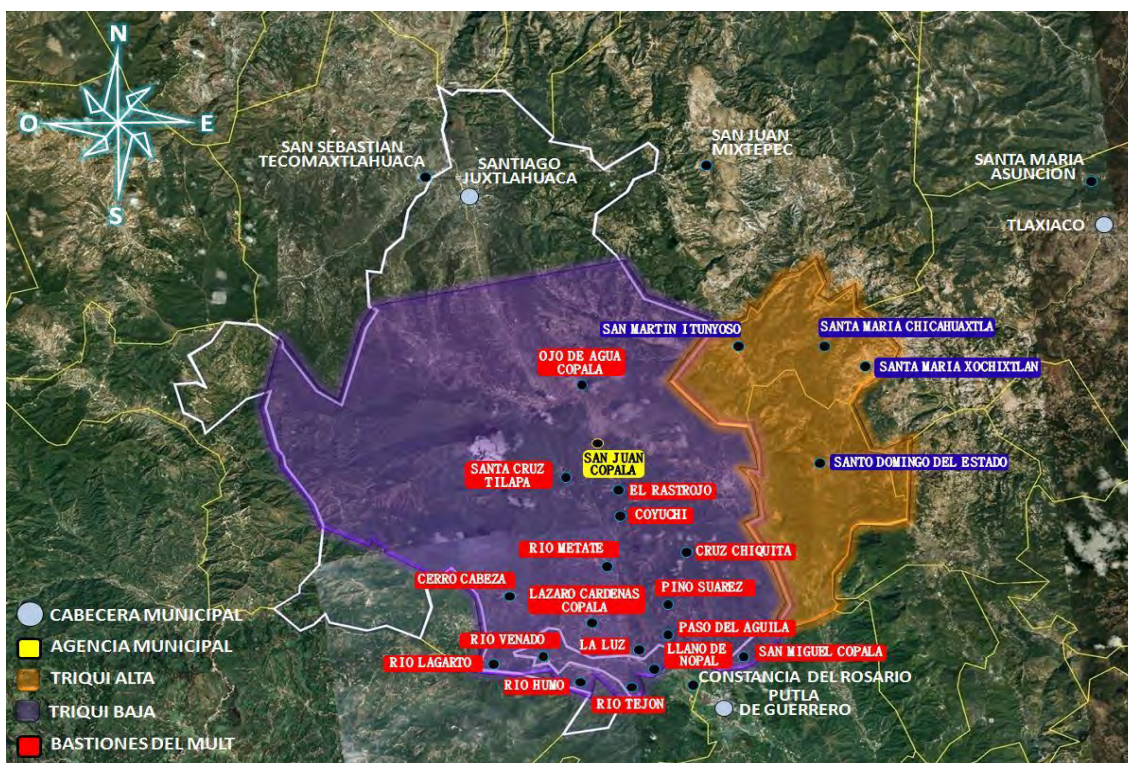 N
O
E
S
SAN SEBASTIAN
TECOMAXTLAHUACA
SANTIAGO
JUXTLAHUACA
SAN JUAN
MIXTEPEC
SANTA MARIA
ASUNCION
TLAXIACO
SAN MARTIN ITUNYOSO
SANTA MARIA CHICAHUAXTLA
OJO DE AGUA
COPALA
SANTA MARIA XOCHIXTLAN
SAN JUAN
COPALA
SANTO DOMINGO DEL ESTADO
SANTA CRUZ
TILAPA
EL RASTROJO
COYUCHI
RIO METATE
CRUZ CHIQUITA
CERRO CABEZA
LAZARO CARDENAS
COPALA
PINO SUAREZ
PASO DEL AGUILA
RIO VENADO
LA LUZ
LLANO DE
NOPAL
SAN MIGUEL COPALA
RIO LAGARTO
RIO HUMO
RIO TEJON
CONSTANCIA DEL ROSARIO
PUTLA
DE GUERRERO
CABECERA MUNICIPAL
AGENCIA MUNICIPAL
TRIQUI ALTA
TRIQUI BAJA
BASTIONES DEL MULT